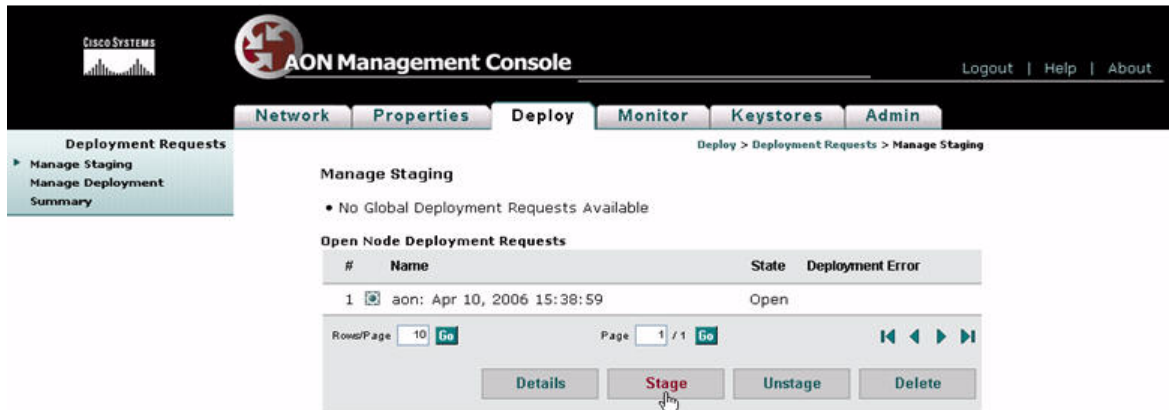 CISCO SYSTEMS
AON Management Console
Logout | Help | About
Network Properties Deploy Monitor Keystores Admin
Deployment Requests
Manage Staging
Manage Deployment
Summary
Deploy > Deployment Requests > Manage Staging
Manage Staging
• No Global Deployment Requests Available
Open Node Deployment Requests
# Name State Deployment Error
1 aon: Apr 10, 2006 15:38:59 Open
Rows/Page 10 Go Page 1 / 1 Go
Details Stage Unstage Delete